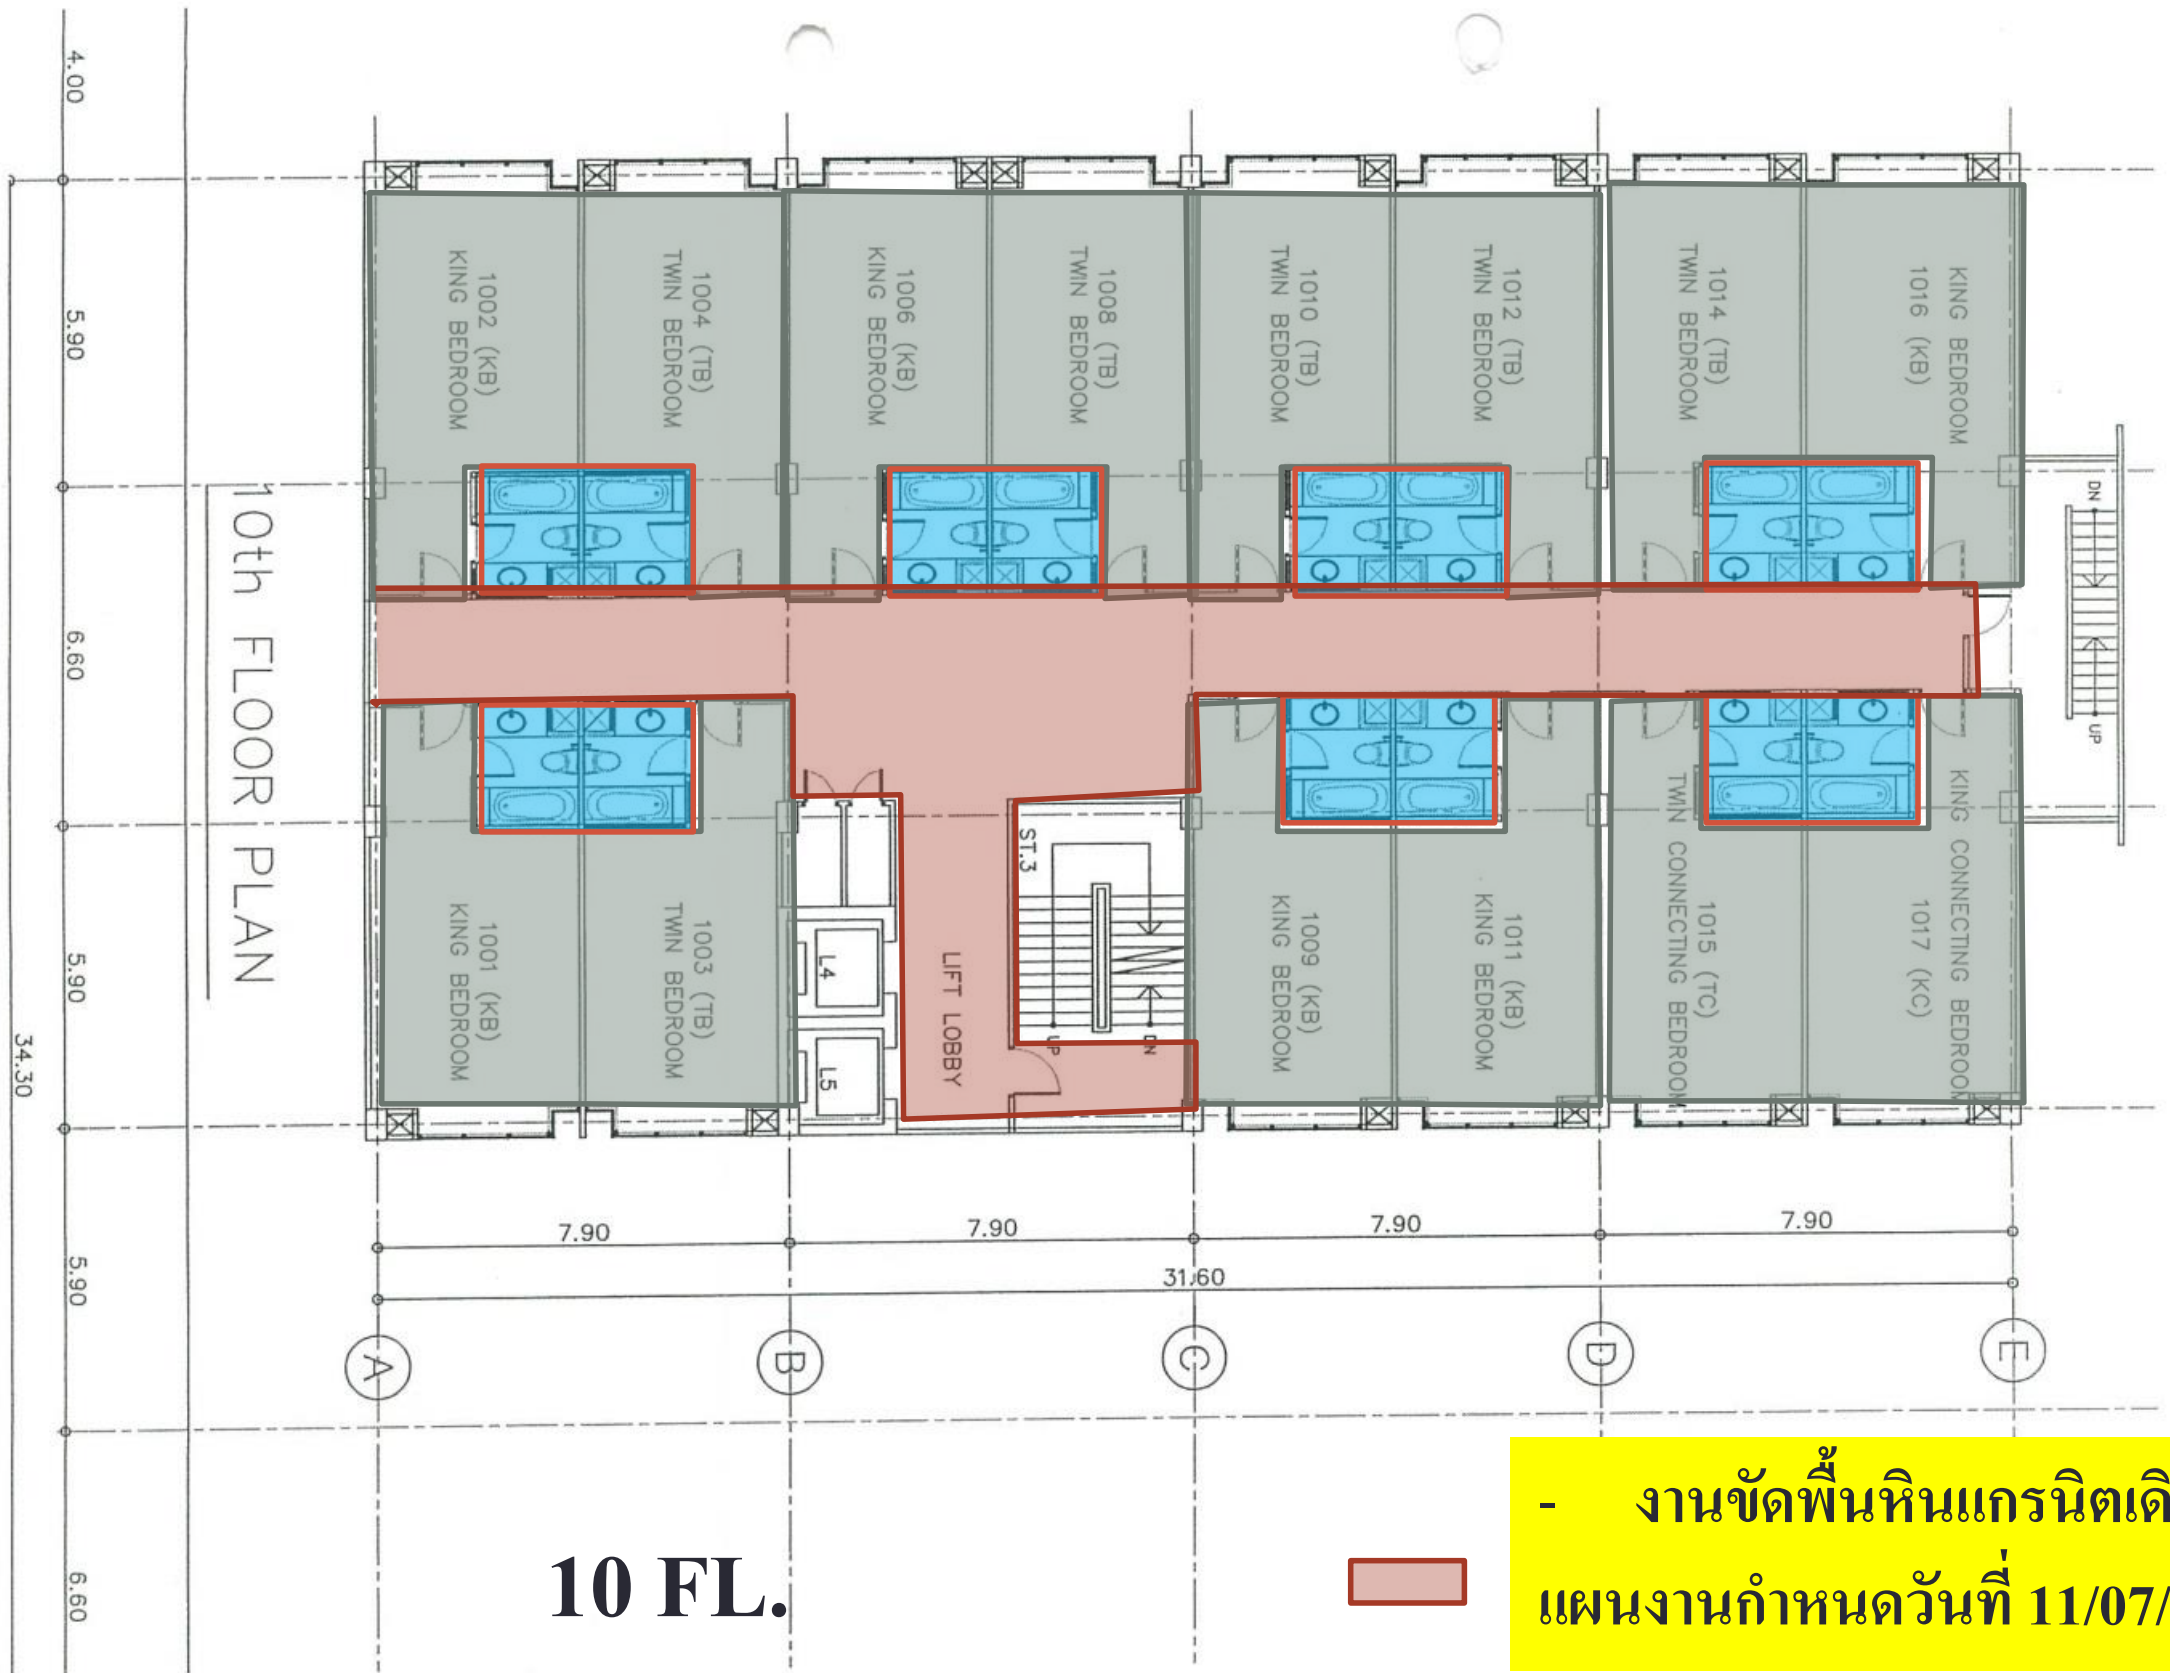 4.00
5.90
6.60
5.90
5.90
6.60
34.30
10th FLOOR PLAN
1002 (KB)
KING BEDROOM
1004 (TB)
TWIN BEDROOM
1006 (KB)
KING BEDROOM
1008 (TB)
TWIN BEDROOM
1010 (TB)
TWIN BEDROOM
1012 (TB)
TWIN BEDROOM
1014 (TB)
TWIN BEDROOM
KING BEDROOM
1016 (KB)
DN
UP
1001 (KB)
KING BEDROOM
1003 (TB)
TWIN BEDROOM
L4
L5
LIFT LOBBY
ST.3
UP
DN
1009 (KB)
KING BEDROOM
1011 (KB)
KING BEDROOM
1015 (TC)
TWIN CONNECTING BEDROOM
KING CONNECTING BEDROOM
1017 (KC)
7.90
7.90
7.90
7.90
31.60
A
B
C
D
E
10 FL.
- งานขัดพื้นหินแกรนิตเดิ
แผนงานกำหนดวันที่ 11/07/